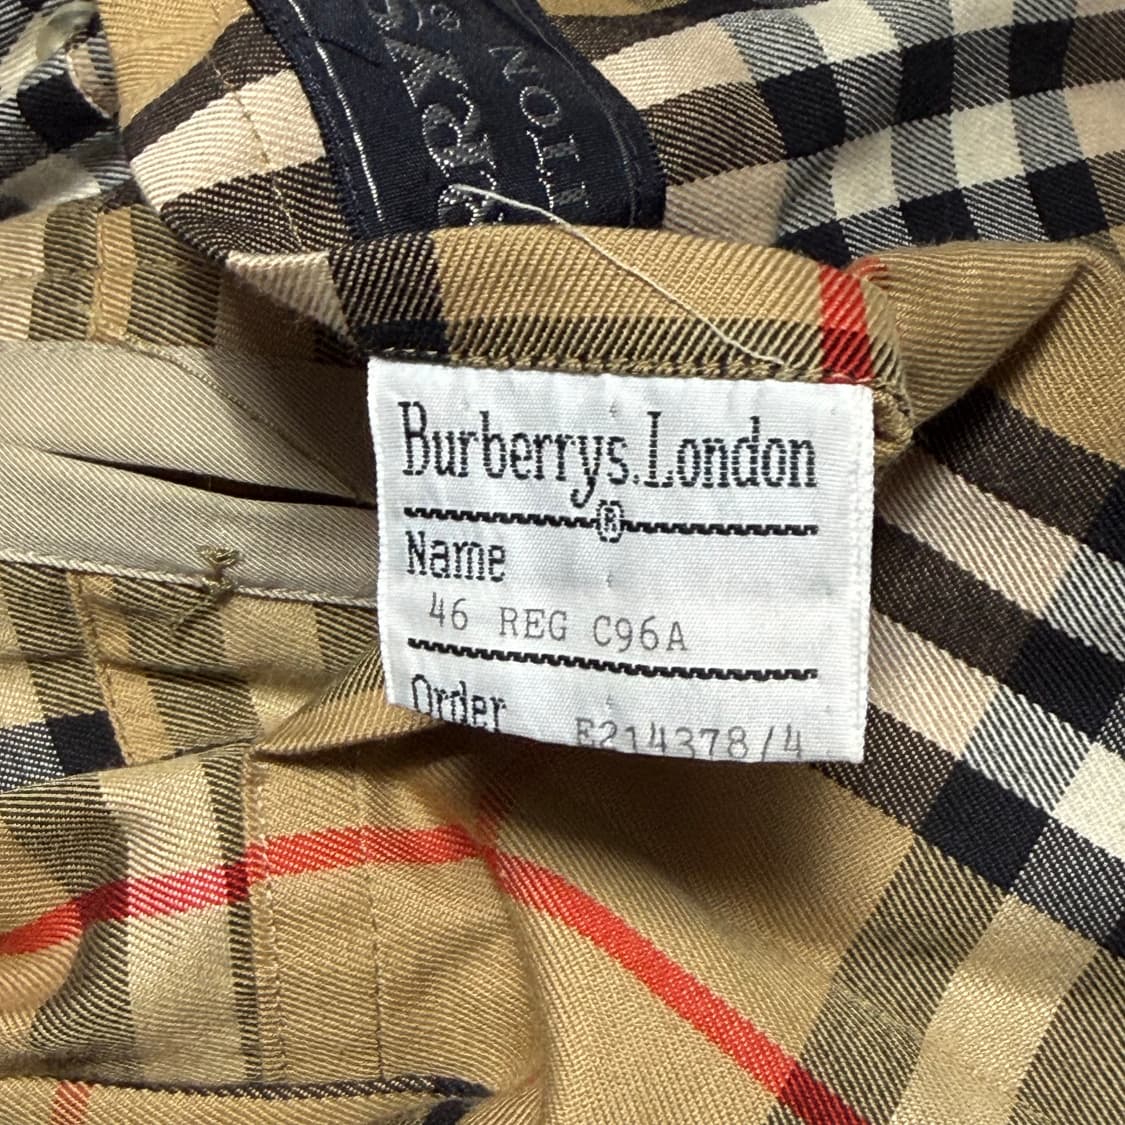 Burberrys.London
®
Name
46 REG C96A
Order
E214378/4